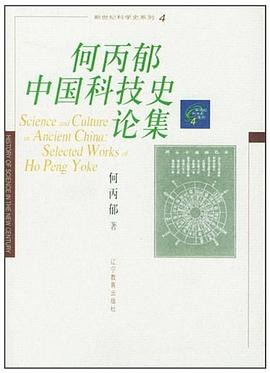 新世纪科学史系列 4
何丙郁
中国科技史
论集
4
Science and Culture
in Ancient China:
Selected Works of
Ho Peng Yoke
何丙郁
著
辽宁教育出版社
HISTORY OF SCIENCE IN THE NEW CENTURY